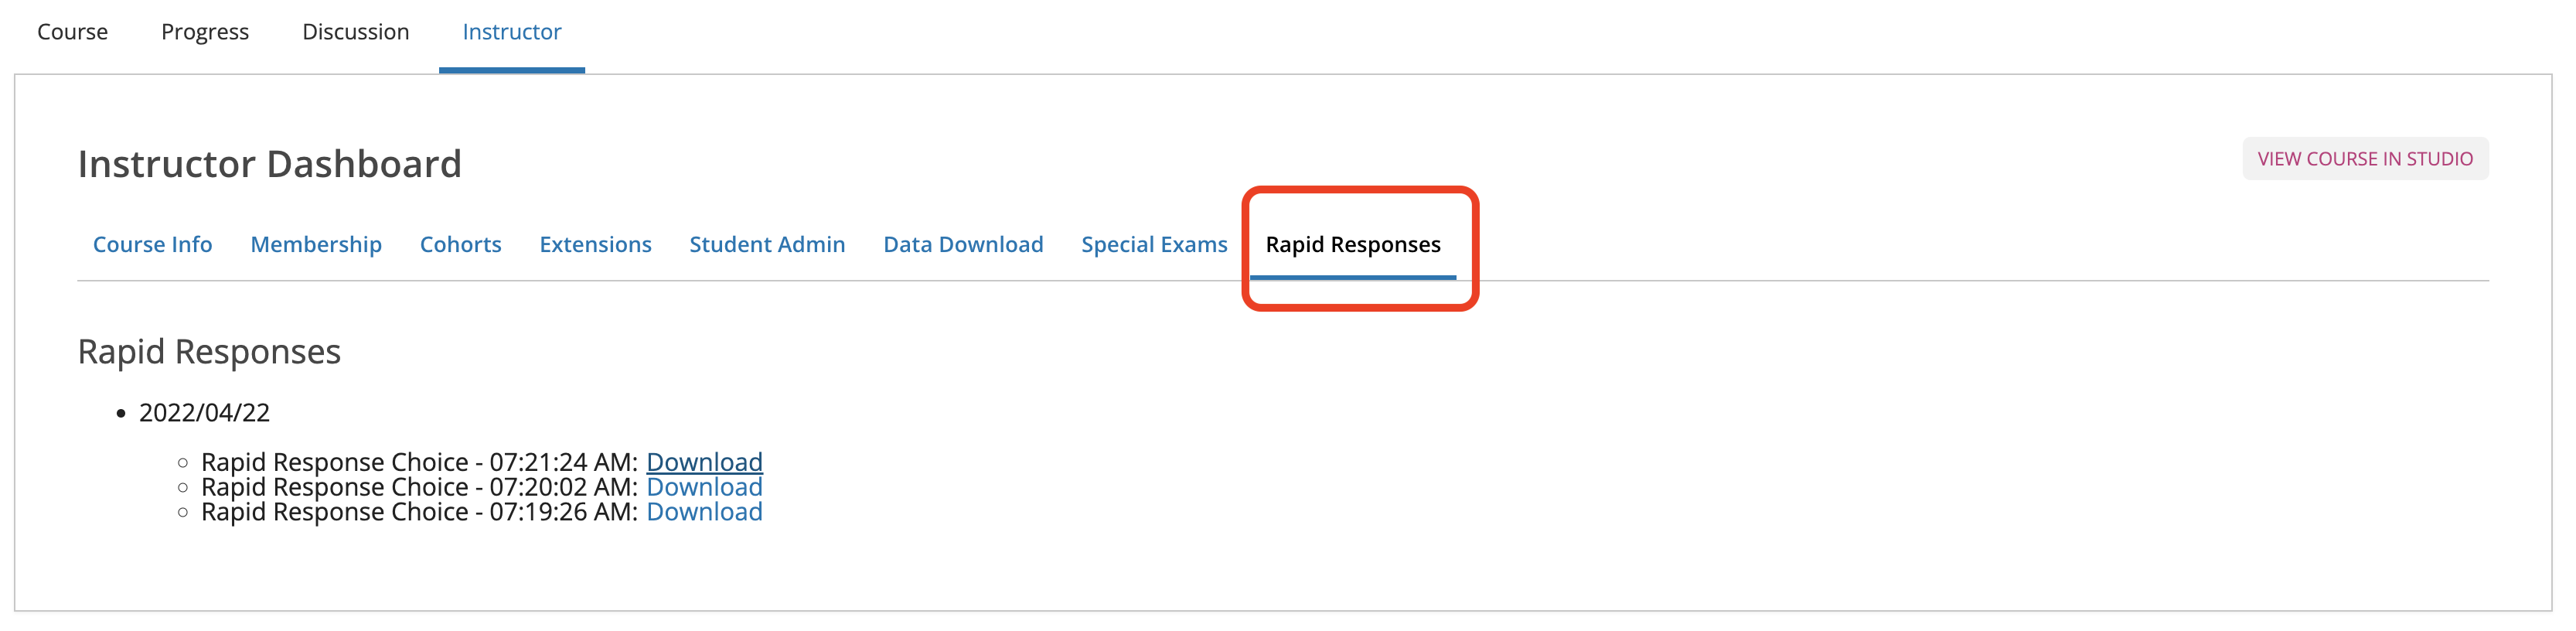 Course Progress Discussion Instructor
Instructor Dashboard
VIEW COURSE IN STUDIO
Course Info Membership Cohorts Extensions Student Admin Data Download Special Exams Rapid Responses
Rapid Responses
2022/04/22
Rapid Response Choice - 07:21:24 AM: Download
Rapid Response Choice - 07:20:02 AM: Download
Rapid Response Choice - 07:19:26 AM: Download